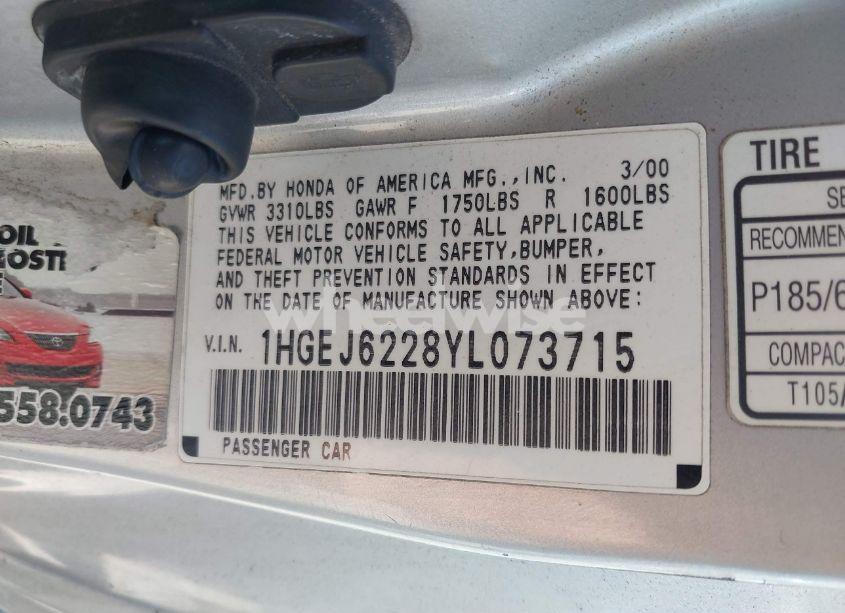 MFD.BY HONDA OF AMERICA MFG.,INC. 3/00
GVWR 3310LBS GAWR F 1750LBS R 1600LBS
THIS VEHICLE CONFORMS TO ALL APPLICABLE
FEDERAL MOTOR VEHICLE SAFETY,BUMPER,
AND THEFT PREVENTION STANDARDS IN EFFECT
ON THE DATE OF MANUFACTURE SHOWN ABOVE:
wheelwise
V.I.N. 1HGEJ6228YL073715
PASSENGER CAR
OIL
558.0743
TIRE
SE
RECOMMEN
P185/6
COMPAC
T105/